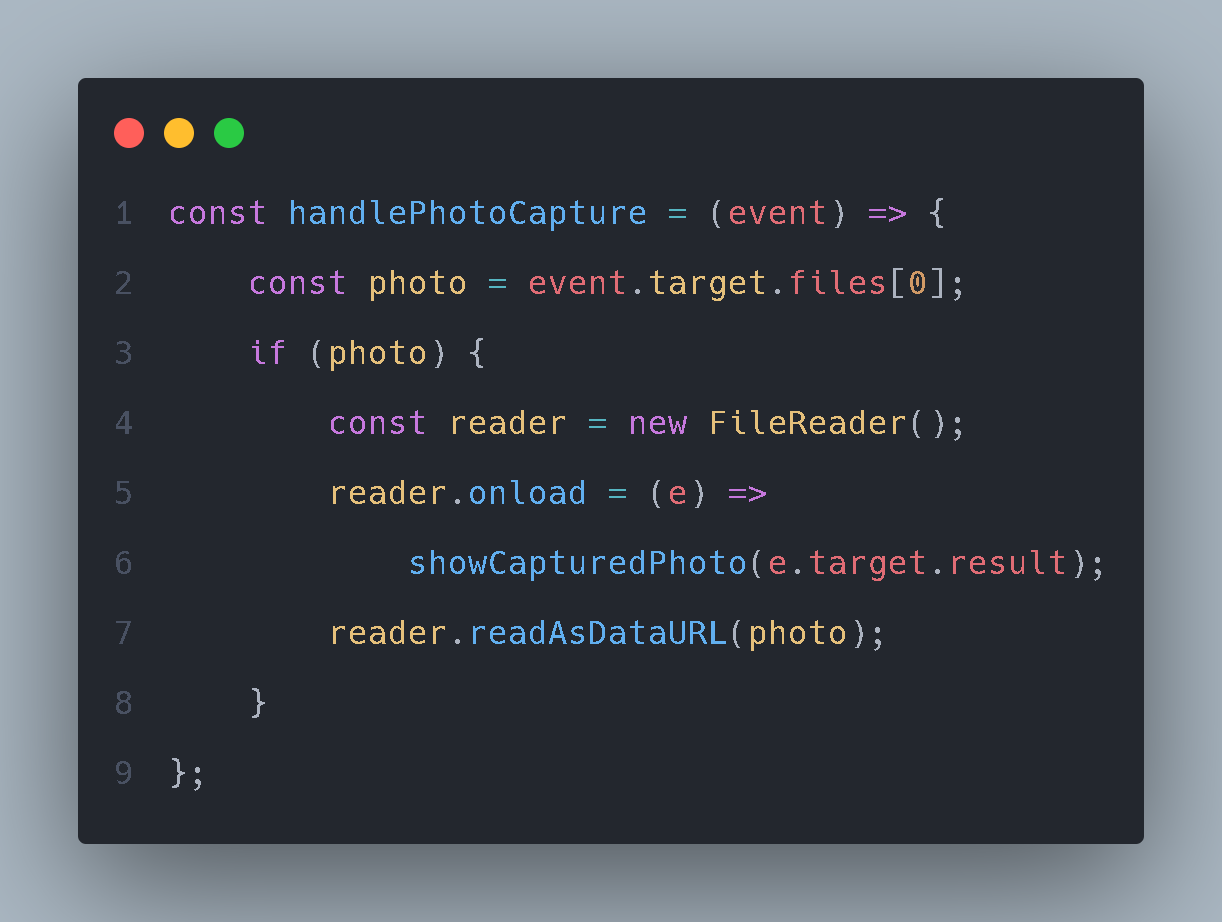 1 const handlePhotoCapture = (event) => {
2     const photo = event.target.files[0];
3     if (photo) {
4         const reader = new FileReader();
5         reader.onload = (e) =>
6             showCapturedPhoto(e.target.result);
7         reader.readAsDataURL(photo);
8     }
9 };